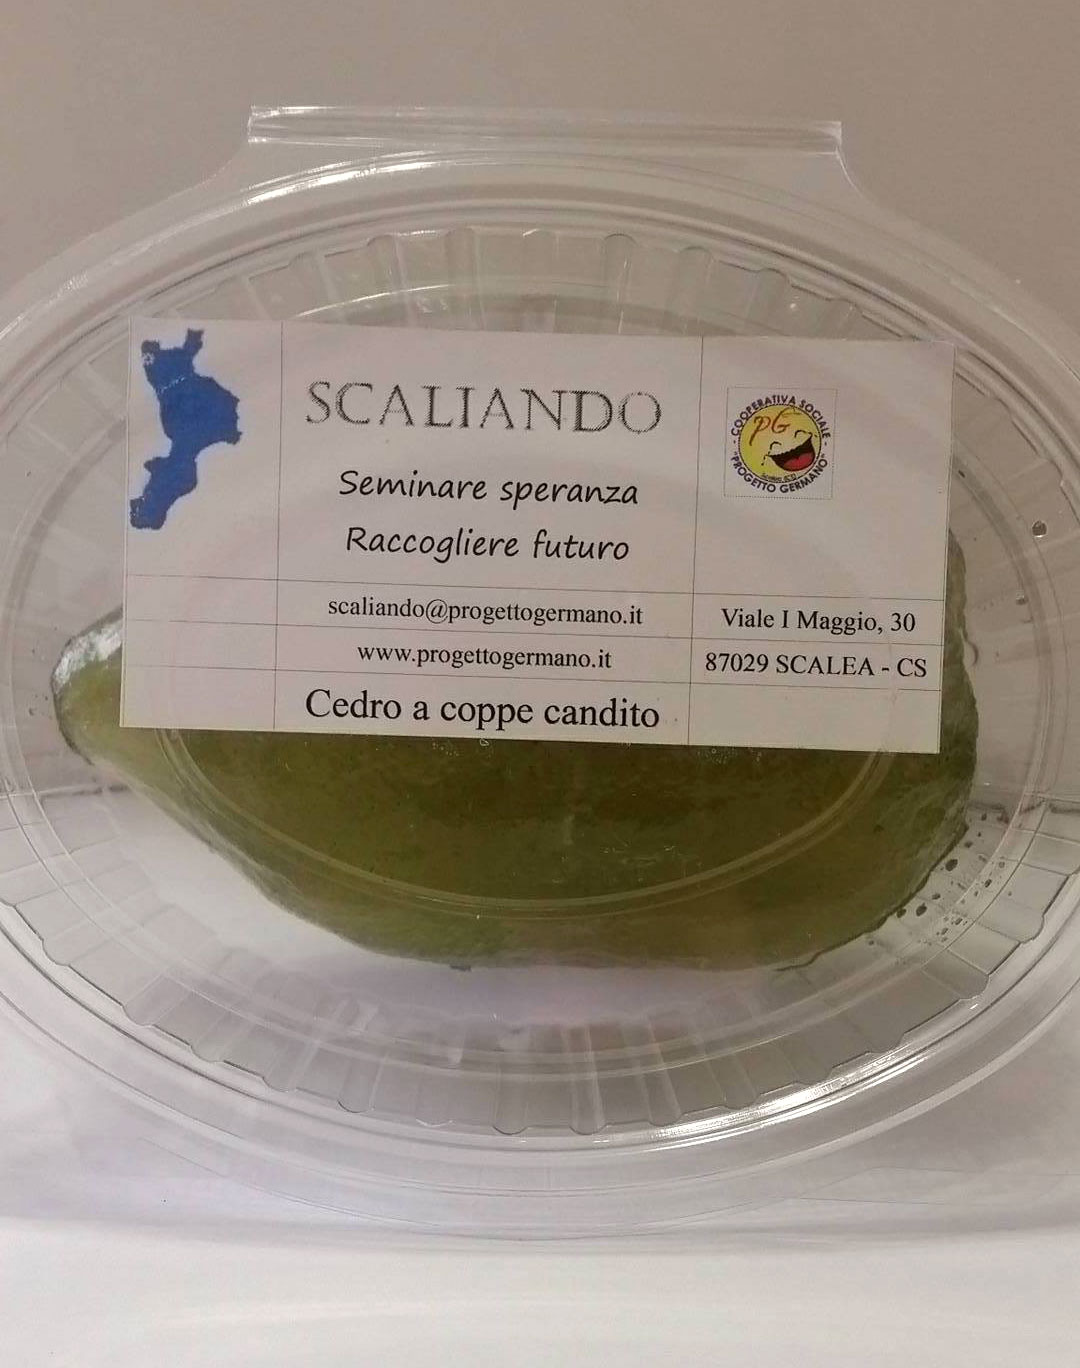 SCALIANDO
Seminare speranza
Raccogliere futuro
COOPERATIVA SOCIALE
pG
"PROGETTO GERMANO"
scaliando@progettogermano.it
Viale I Maggio, 30
www.progettogermano.it
87029 SCALEA - CS
Cedro a coppe candito